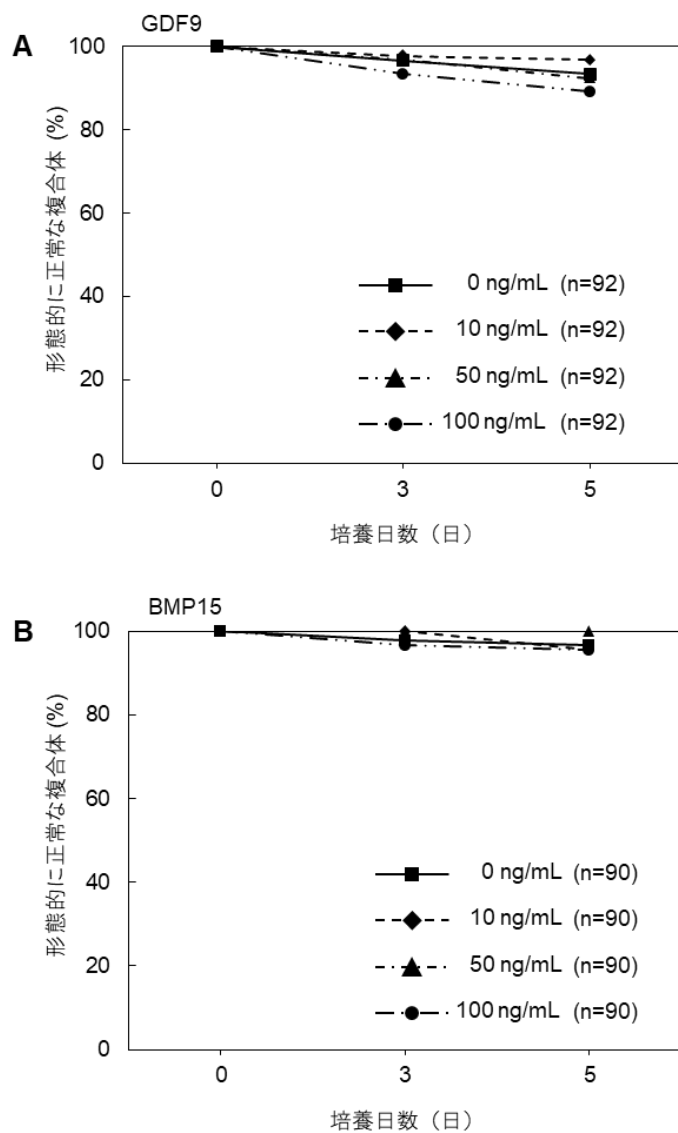 A
GDF9
形態的に正常な複合体 (%)
100
80
60
40
20
0
0 ng/mL (n=92)
10 ng/mL (n=92)
50 ng/mL (n=92)
100 ng/mL (n=92)
0 3 5
培養日数（日）
B
BMP15
形態的に正常な複合体 (%)
100
80
60
40
20
0
0 ng/mL (n=90)
10 ng/mL (n=90)
50 ng/mL (n=90)
100 ng/mL (n=90)
0 3 5
培養日数（日）